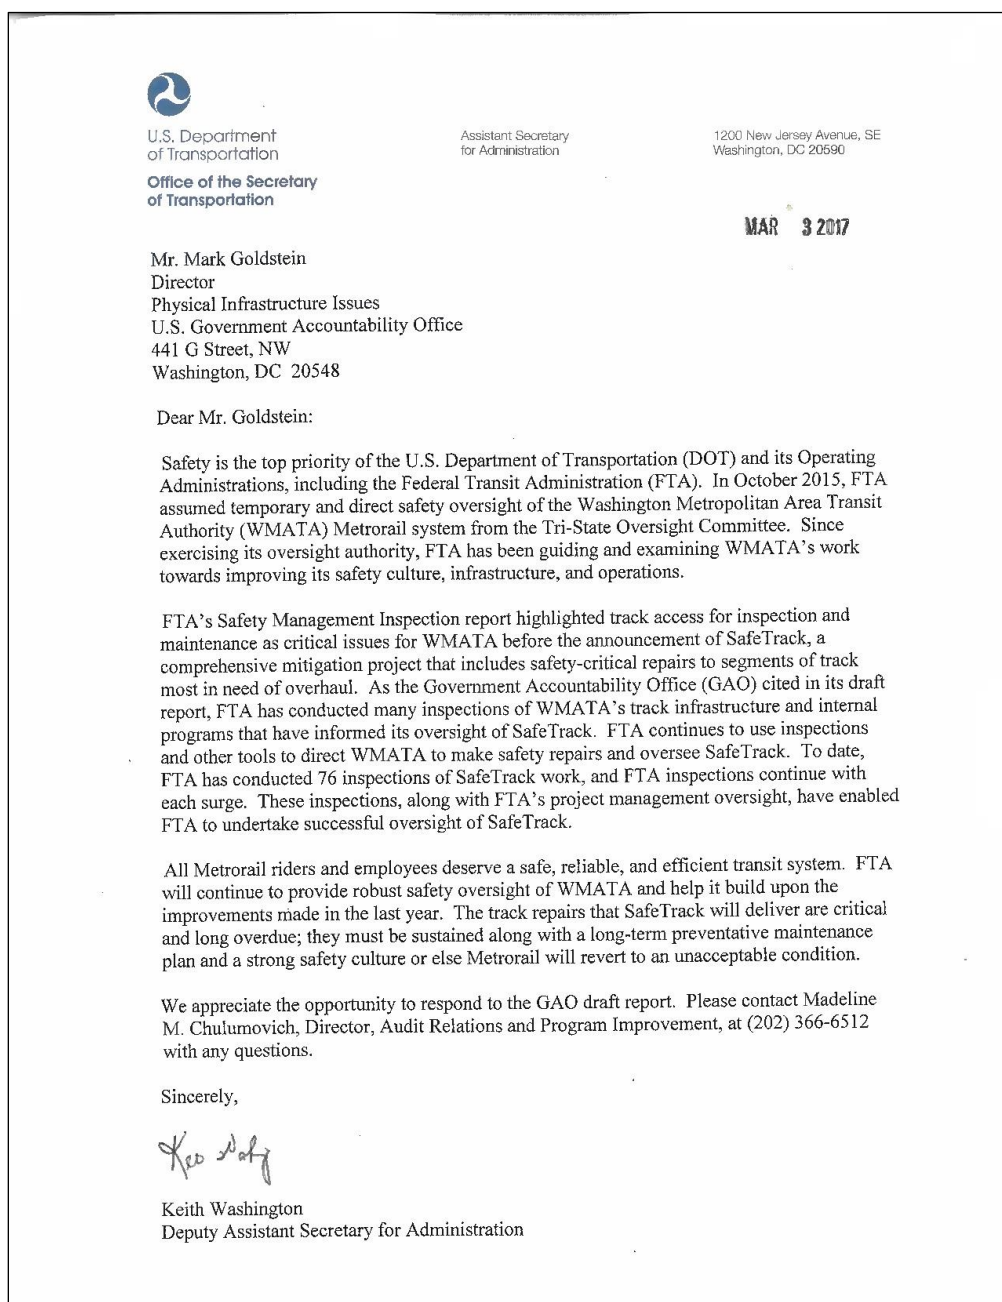 U.S. Department
of Transportation
Office of the Secretary
of Transportation
Assistant Secretary
for Administration
1200 New Jersey Avenue, SE
Washington, DC 20590
MAR 3 2017
Mr. Mark Goldstein
Director
Physical Infrastructure Issues
U.S. Government Accountability Office
441 G Street, NW
Washington, DC 20548
Dear Mr. Goldstein:
Safety is the top priority of the U.S. Department of Transportation (DOT) and its Operating
Administrations, including the Federal Transit Administration (FTA). In October 2015, FTA
assumed temporary and direct safety oversight of the Washington Metropolitan Area Transit
Authority (WMATA) Metrorail system from the Tri-State Oversight Committee. Since
exercising its oversight authority, FTA has been guiding and examining WMATA's work
towards improving its safety culture, infrastructure, and operations.
FTA's Safety Management Inspection report highlighted track access for inspection and
maintenance as critical issues for WMATA before the announcement of SafeTrack, a
comprehensive mitigation project that includes safety-critical repairs to segments of track
most in need of overhaul. As the Government Accountability Office (GAO) cited in its draft
report, FTA has conducted many inspections of WMATA's track infrastructure and internal
programs that have informed its oversight of SafeTrack. FTA continues to use inspections
and other tools to direct WMATA to make safety repairs and oversee SafeTrack. To date,
FTA has conducted 76 inspections of SafeTrack work, and FTA inspections continue with
each surge. These inspections, along with FTA's project management oversight, have enabled
FTA to undertake successful oversight of SafeTrack.
All Metrorail riders and employees deserve a safe, reliable, and efficient transit system. FTA
will continue to provide robust safety oversight of WMATA and help it build upon the
improvements made in the last year. The track repairs that SafeTrack will deliver are critical
and long overdue; they must be sustained along with a long-term preventative maintenance
plan and a strong safety culture or else Metrorail will revert to an unacceptable condition.
We appreciate the opportunity to respond to the GAO draft report. Please contact Madeline
M. Chulumovich, Director, Audit Relations and Program Improvement, at (202) 366-6512
with any questions.
Sincerely,
Keith Washington
Deputy Assistant Secretary for Administration